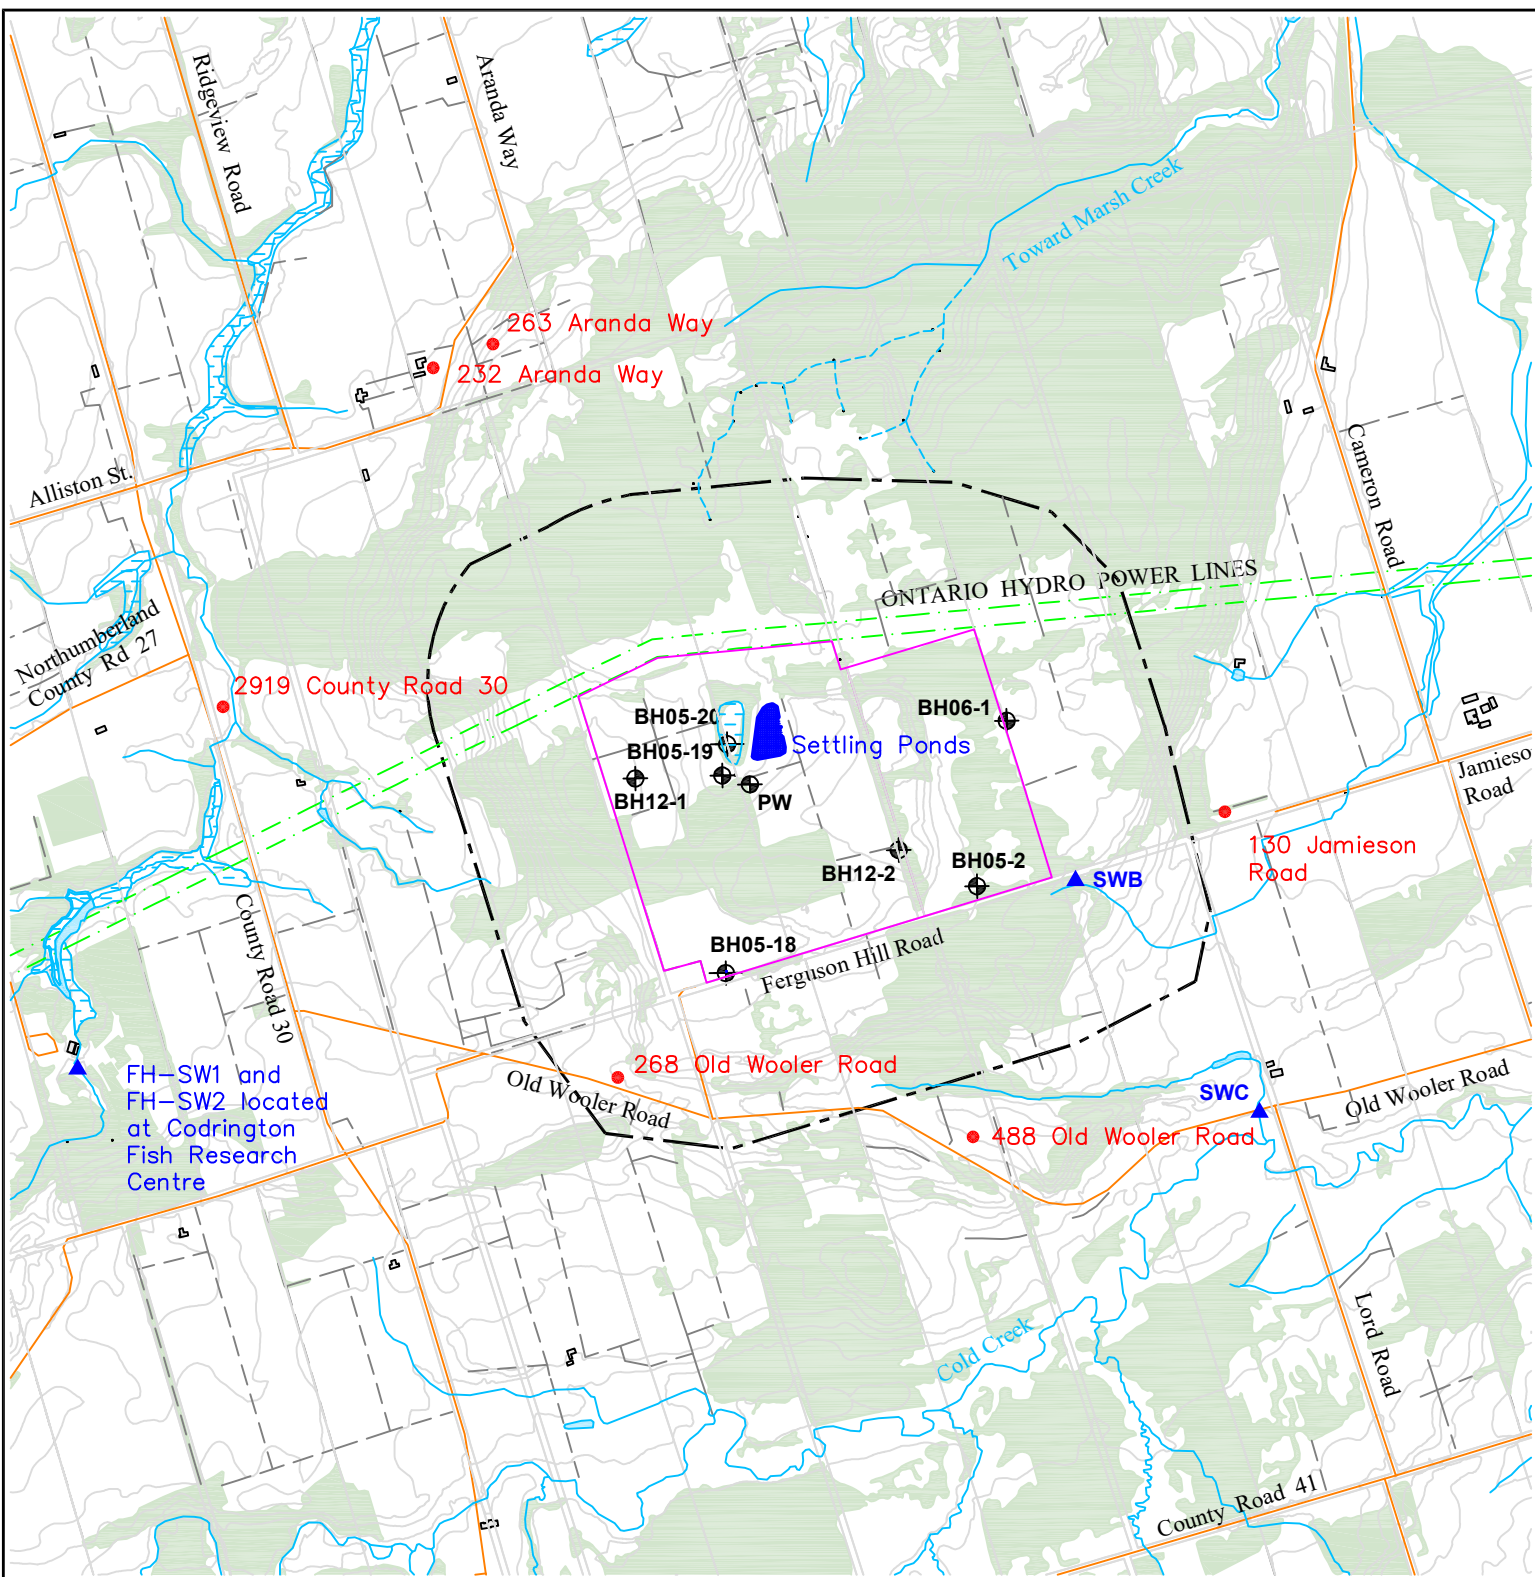 Ridgeview Road
Aranda Way
Toward Marsh Creek
263 Aranda Way
232 Aranda Way
Alliston St.
Cameron Road
ONTARIO HYDRO POWER LINES
Northumberland
County Rd 27
2919 County Road 30
BH05-20
BH06-1
BH05-19
Settling Ponds
BH12-1
PW
Jamieso
Road
BH12-2
BH05-2
130 Jamieson
Road
SWB
County Road 30
BH05-18
Ferguson Hill Road
268 Old Wooler Road
Old Wooler Road
FH-SW1 and
FH-SW2 located
at Codrington
Fish Research
Centre
SWC
Old Wooler Road
488 Old Wooler Road
Cold Creek
Lord Road
County Road 41